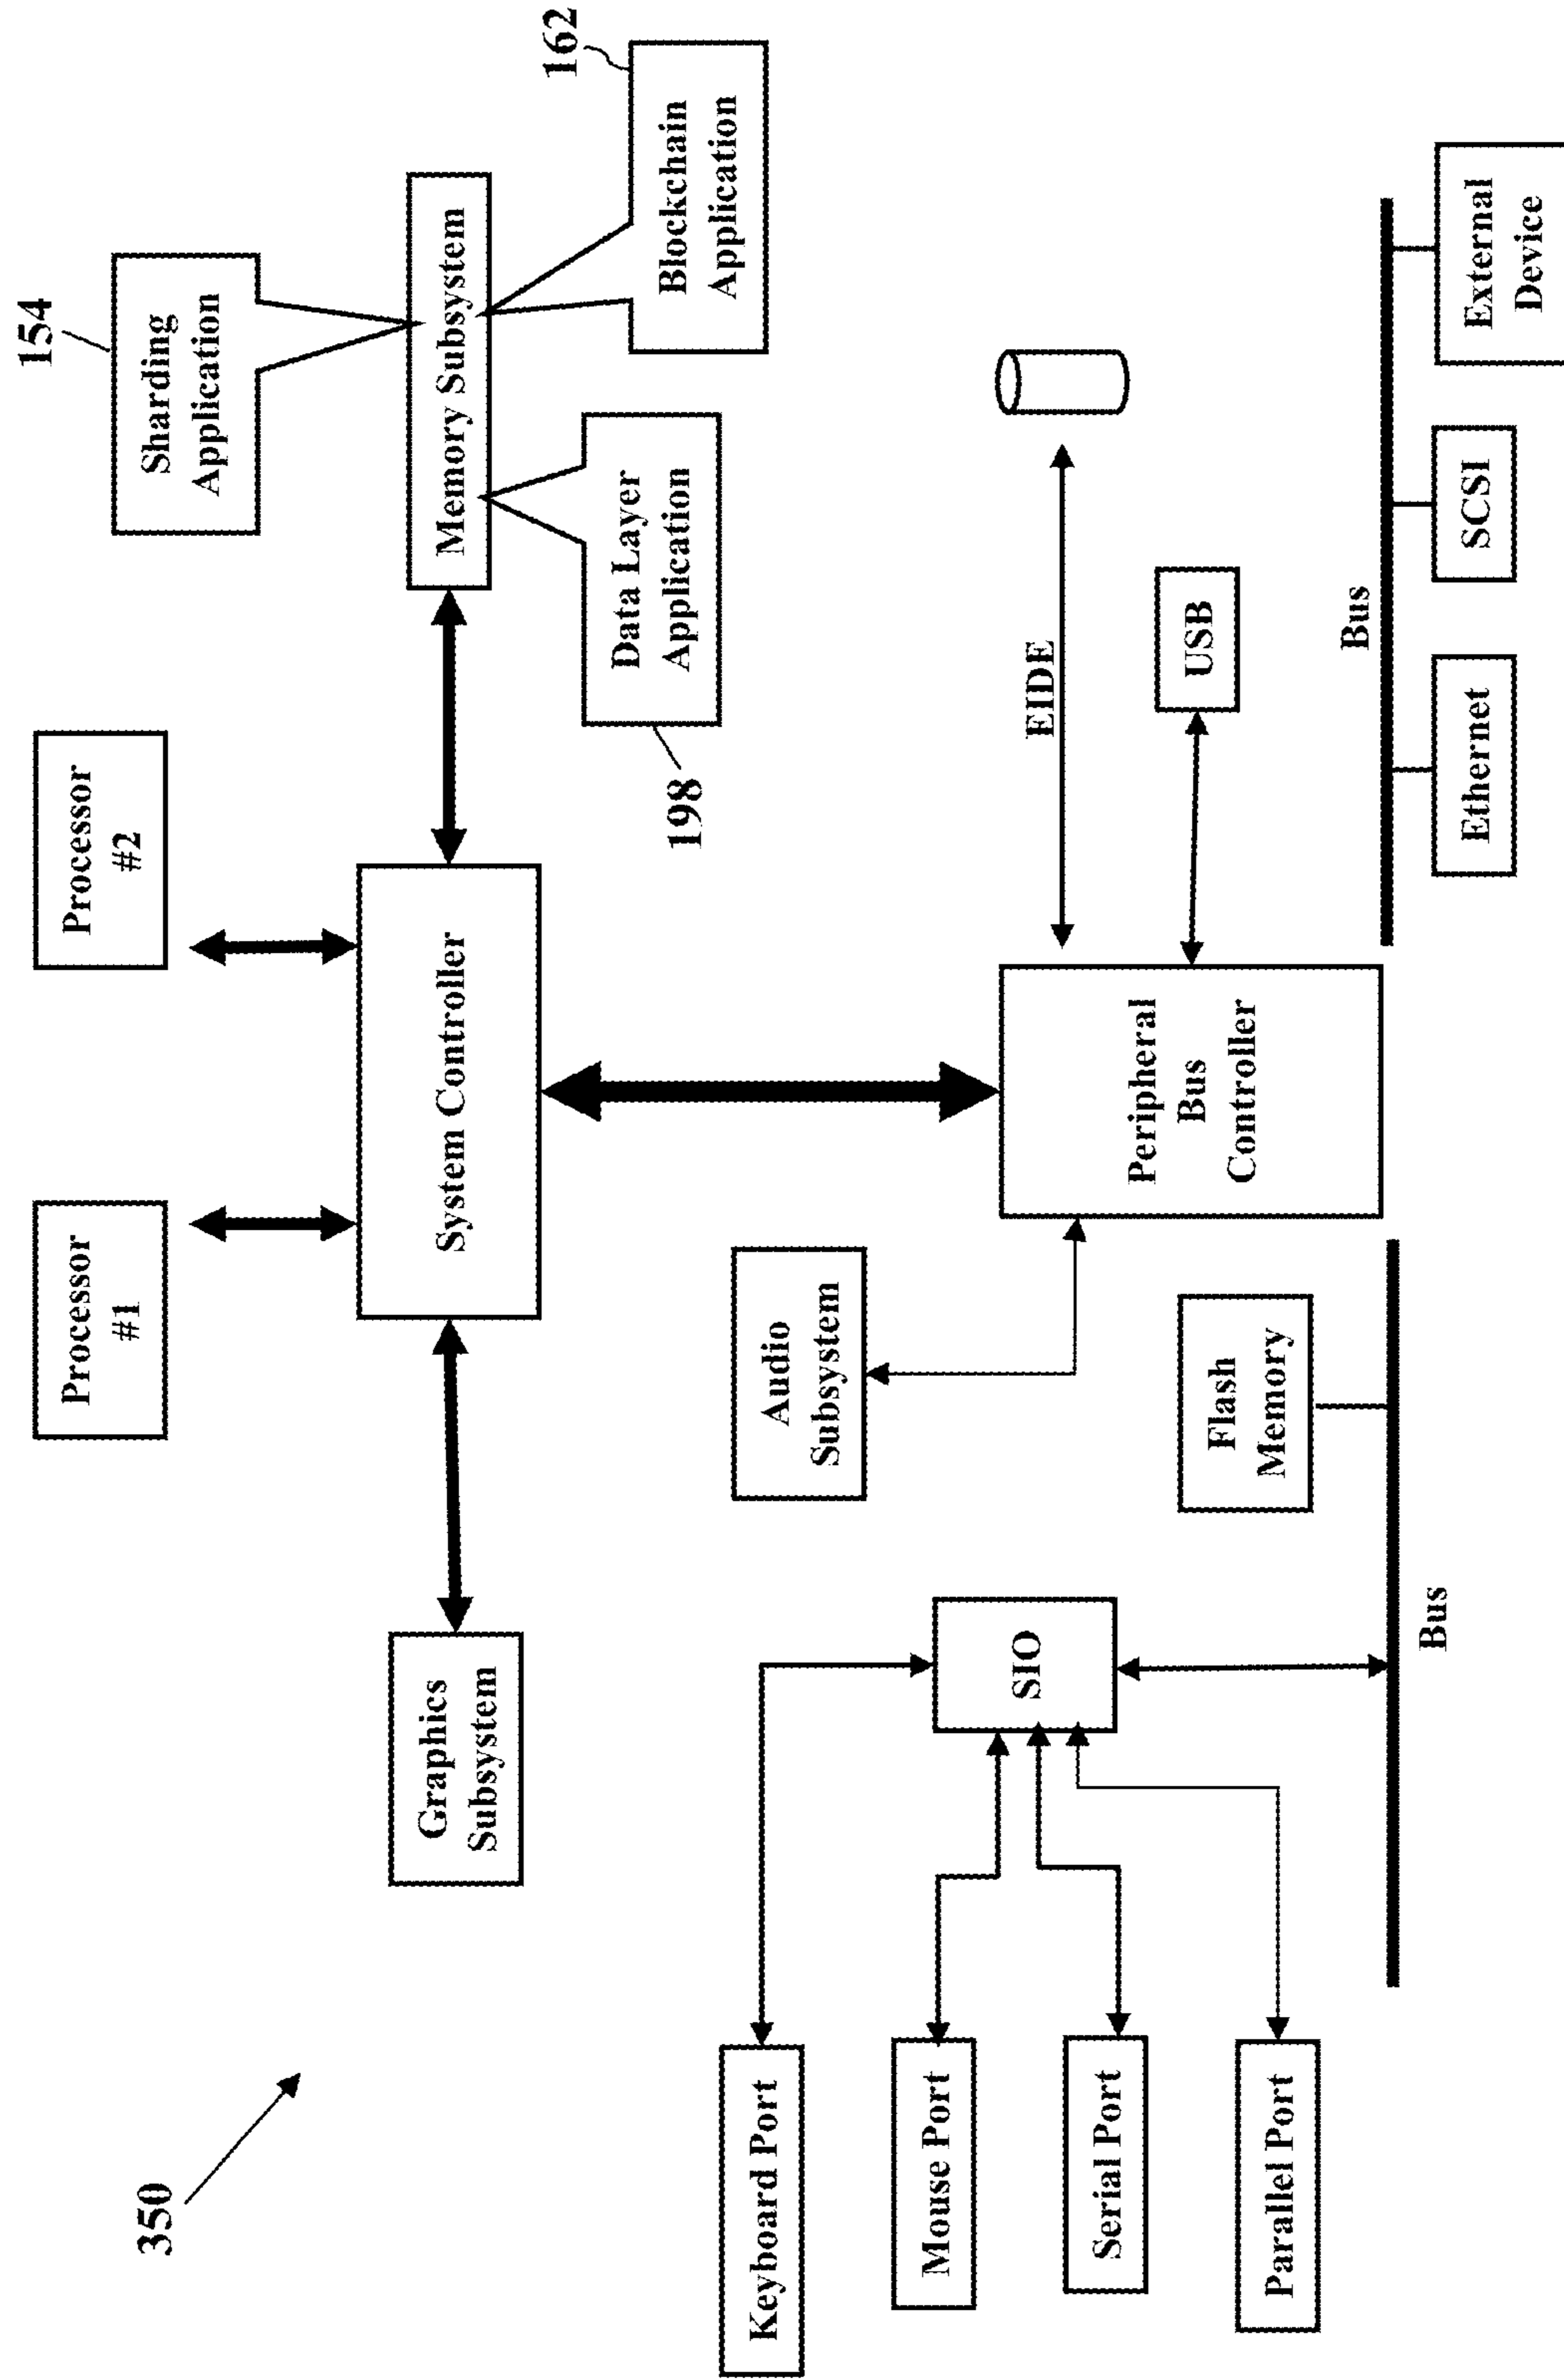 350
154
162
198
Processor
#1
Processor
#2
Sharding
Application
Graphics
Subsystem
System Controller
Memory Subsystem
Data Layer
Application
Blockchain
Application
Keyboard Port
Mouse Port
Serial Port
Parallel Port
SIO
Audio
Subsystem
Flash
Memory
Peripheral
Bus
Controller
EIDE
USB
Bus
Bus
Ethernet
SCSI
External
Device